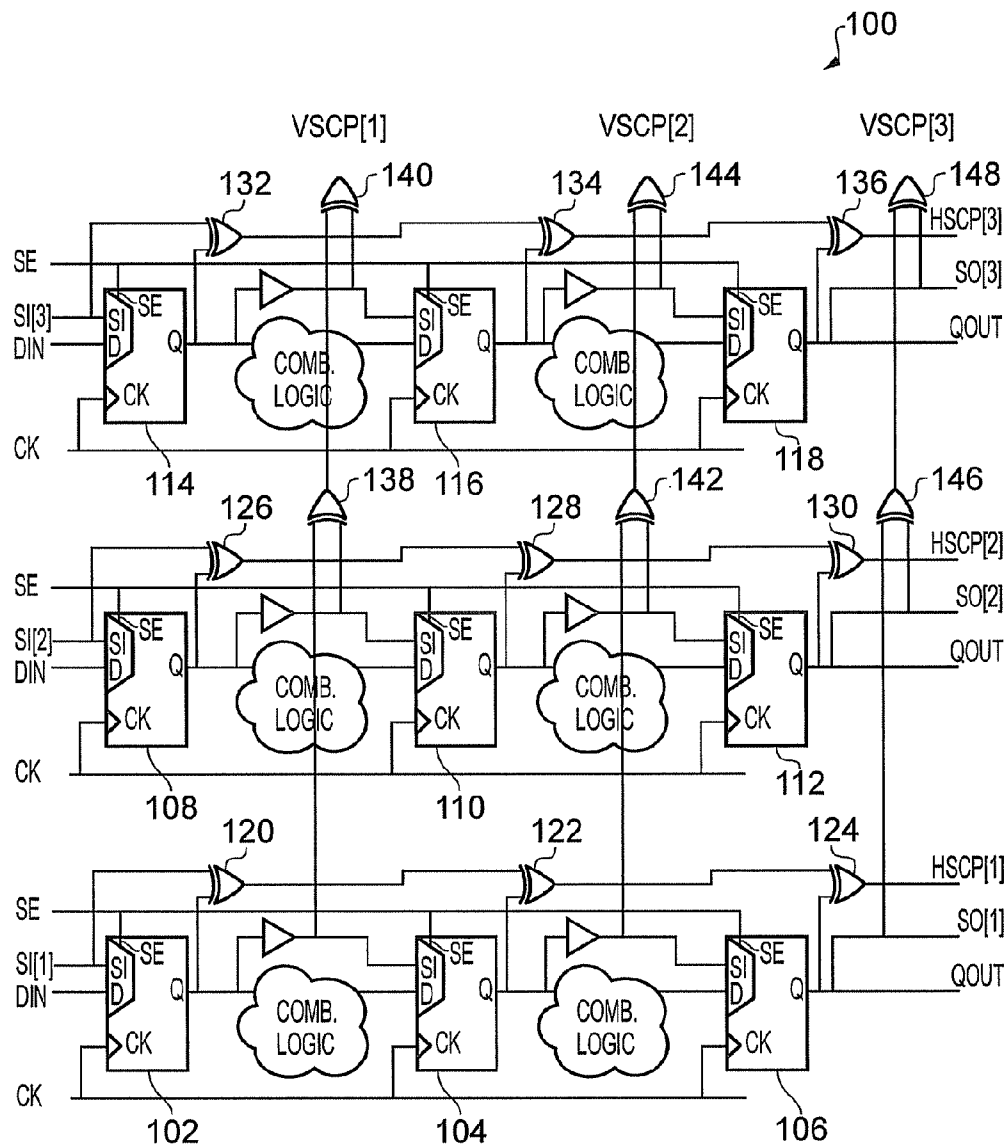 100
VSCP[1] VSCP[2] VSCP[3]
132 140 134 144 136 148
HSCP[3]
SE
SO[3]
SE SE SE
SI[3] SI SI SI
QOUT
DIN D Q D Q D Q
COMB. COMB.
LOGIC LOGIC
CK CK CK
CK
114 116 118
138 142 146
126 128 130
HSCP[2]
SE
SO[2]
SE SE SE
SI[2] SI SI SI
QOUT
DIN D Q D Q D Q
COMB. COMB.
LOGIC LOGIC
CK CK CK
CK
108 110 112
120 122 124
HSCP[1]
SE
SO[1]
SE SE SE
SI[1] SI SI SI
QOUT
DIN D Q D Q D Q
COMB. COMB.
LOGIC LOGIC
CK CK CK
CK
102 104 106